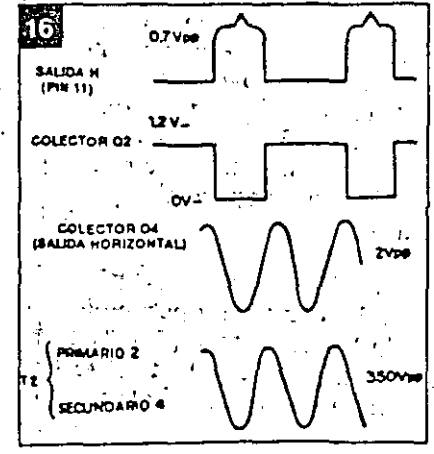 16
0.7Vpp
SALIDA H
(PIN 11)
1.2 V
COLECTOR Q2
0V
COLECTOR Q4
(SALIDA HORIZONTAL)
2Vpp
PRIMARIO 2
T2
350Vpp
SECUNDARIO 4